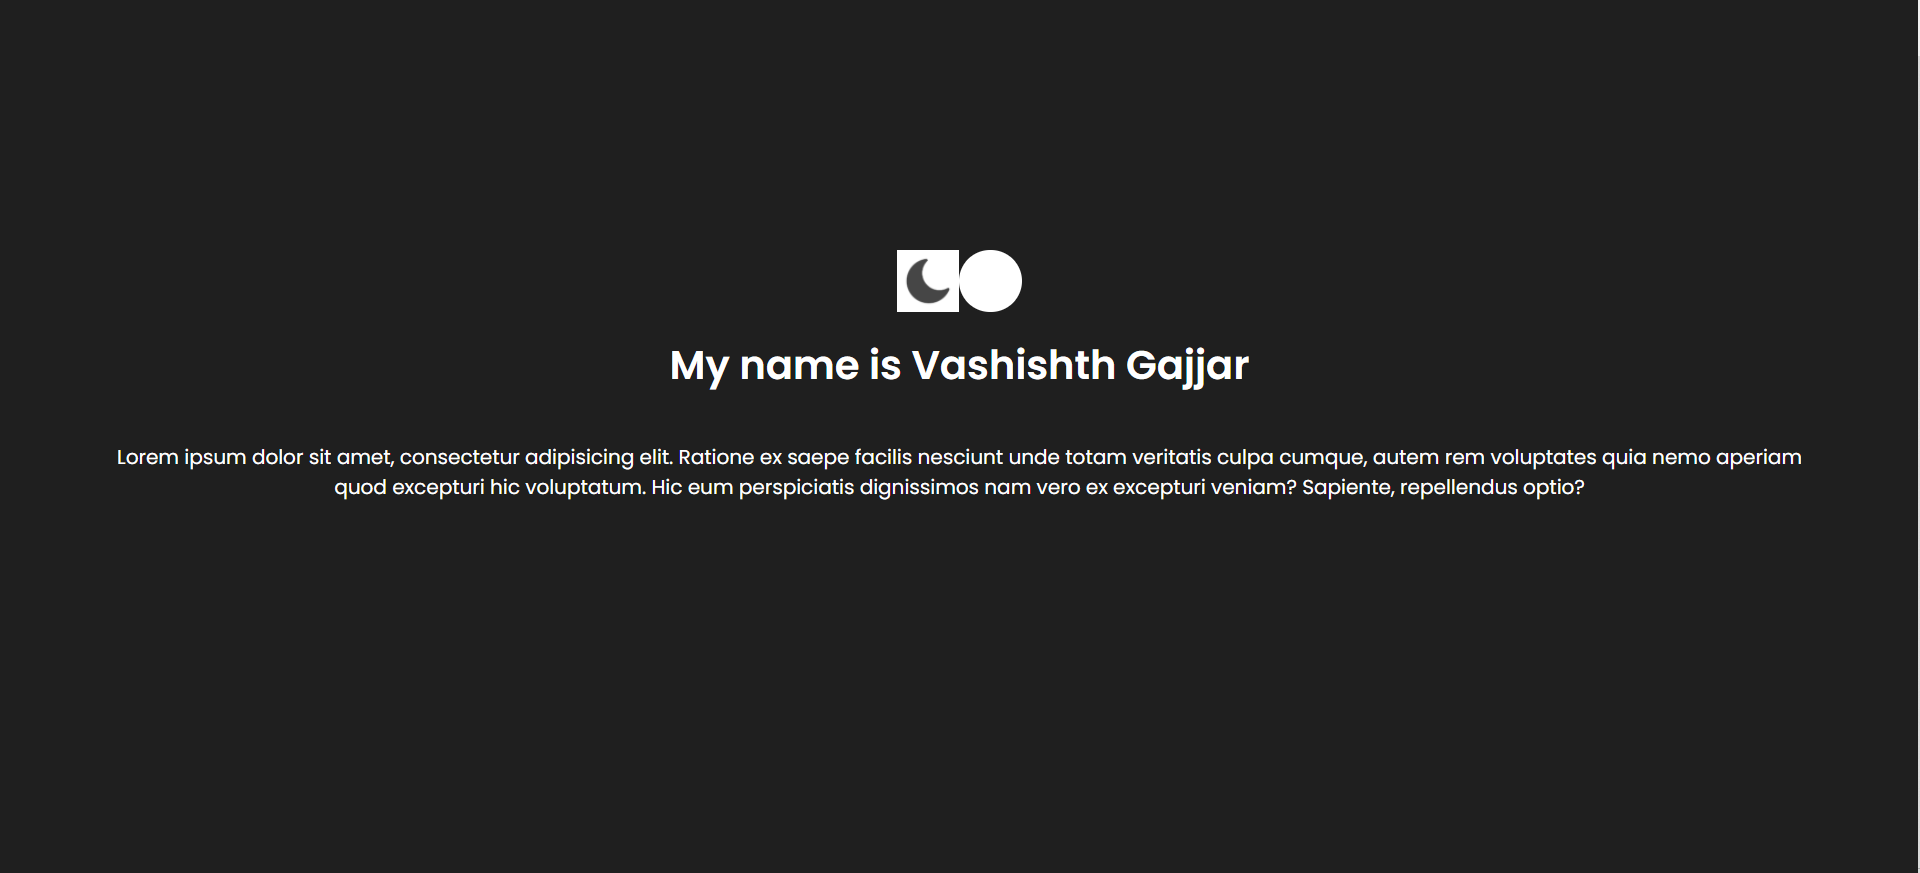 My name is Vashishth Gajjar
Lorem ipsum dolor sit amet, consectetur adipisicing elit. Ratione ex saepe facilis nesciunt unde totam veritatis culpa cumque, autem rem voluptates quia nemo aperiam
quod excepturi hic voluptatum. Hic eum perspiciatis dignissimos nam vero ex excepturi veniam? Sapiente, repellendus optio?